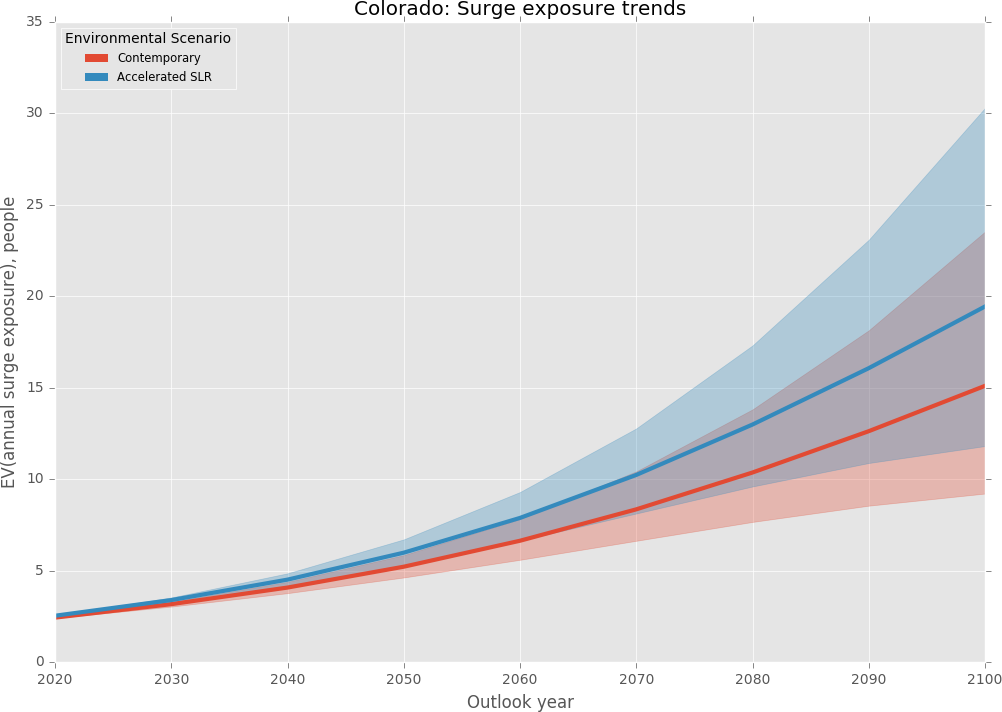 Colorado: Surge exposure trends
35
Environmental Scenario
Contemporary
Accelerated SLR
30
25
20
15
10
5
0
EV(annual surge exposure), people
2020 2030 2040 2050 2060 2070 2080 2090 2100
Outlook year